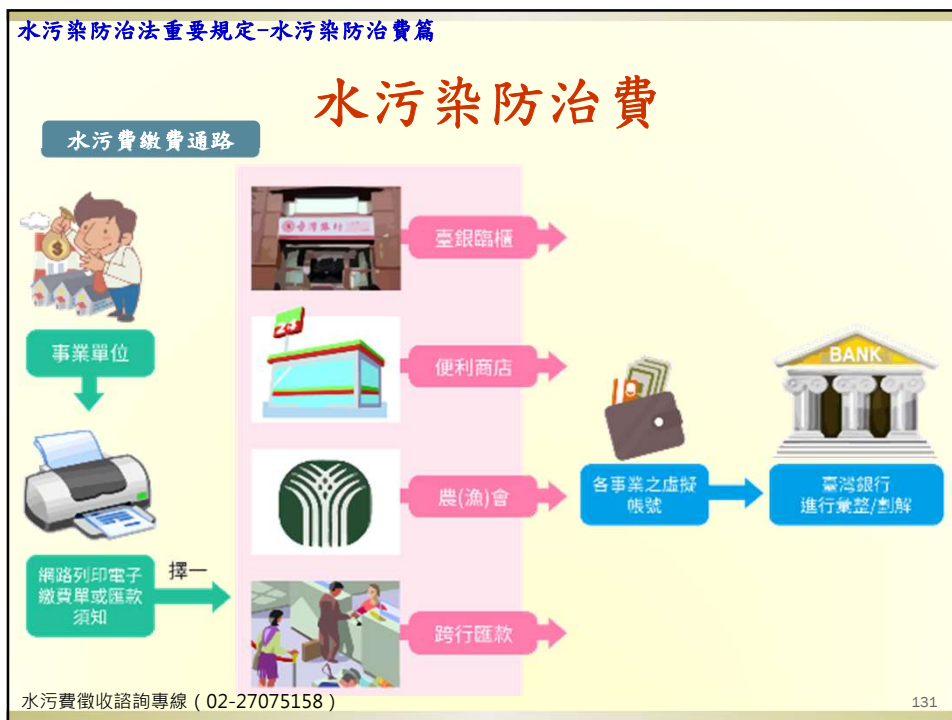 水污染防治法重要規定-水污染防治費篇
水污染防治費
水污費繳費通路
臺灣銀行
臺銀臨櫃
事業單位
便利商店
BANK
農(漁)會
各事業之虛擬
帳號
臺灣銀行
進行彙整/劃解
網路列印電子
繳費單或匯款
須知
擇一
跨行匯款
水污費徵收諮詢專線（02-27075158）
131